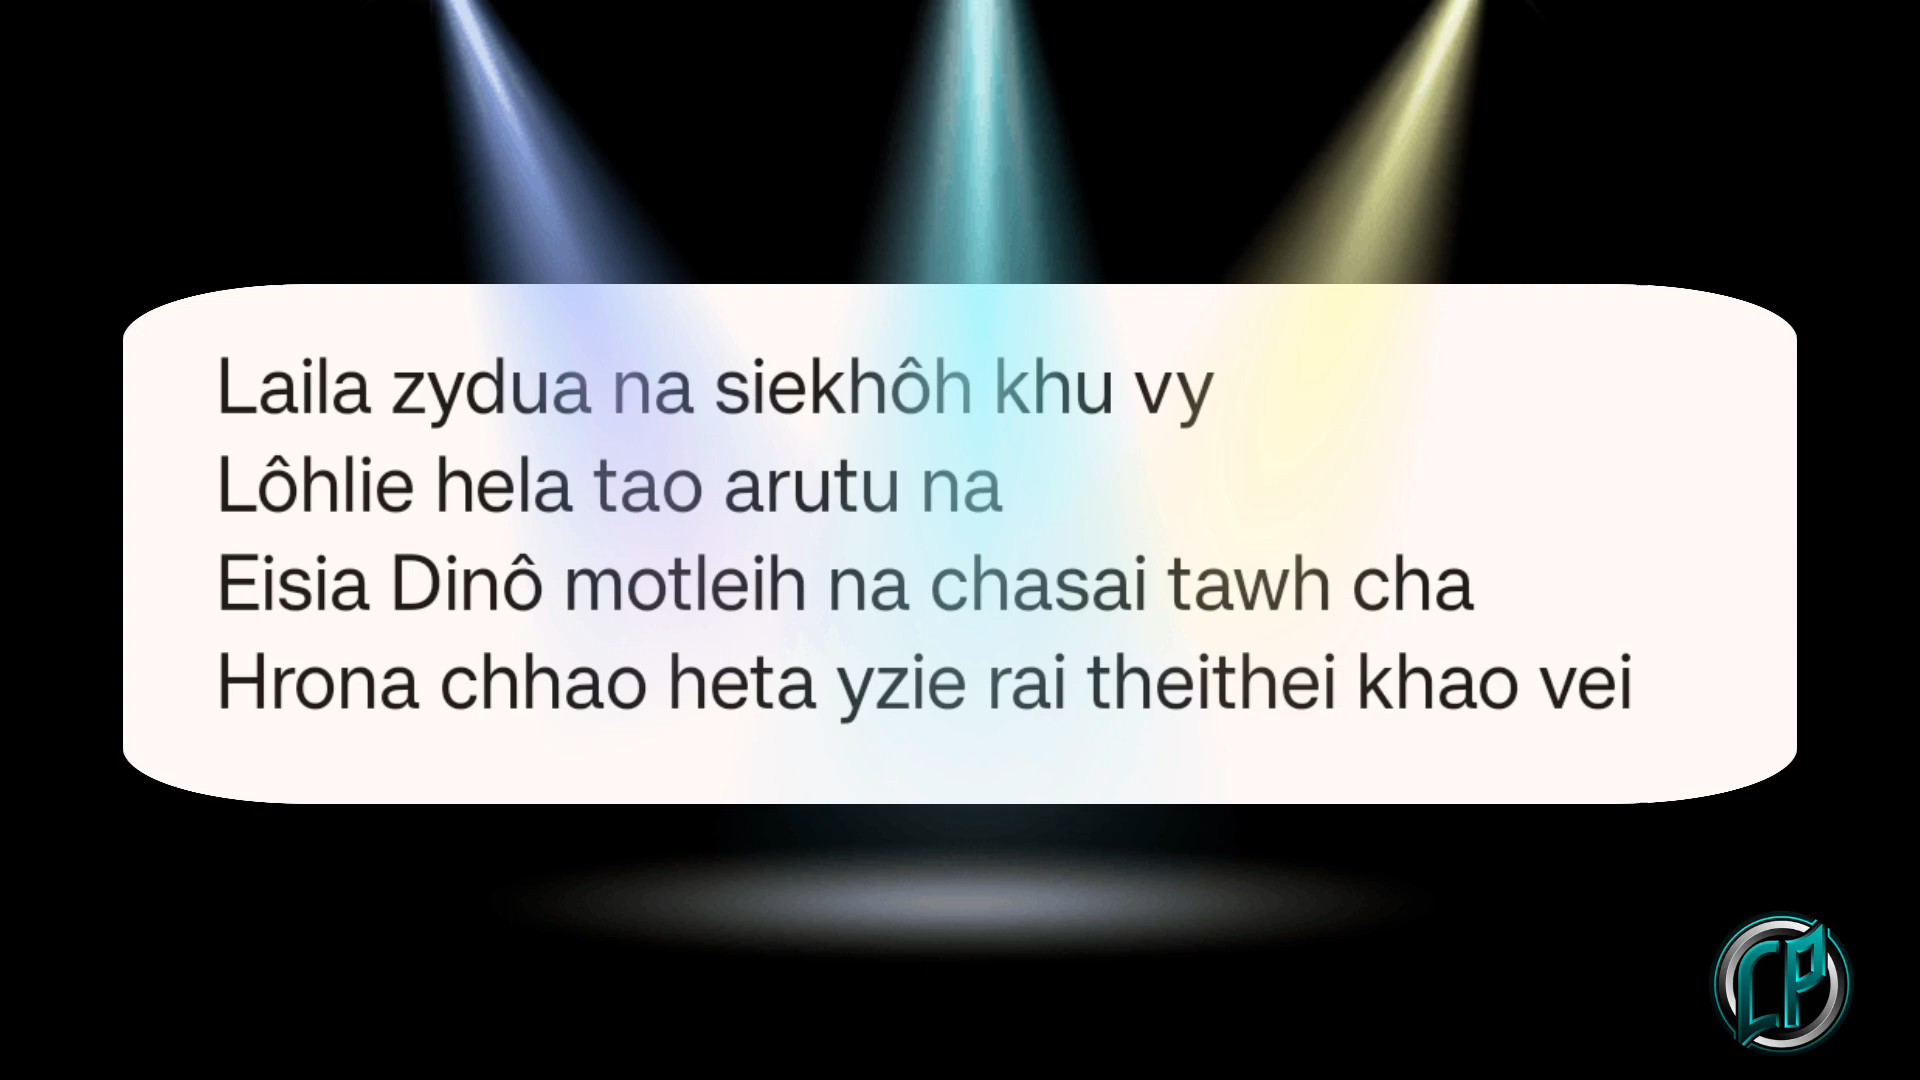 Laila zydua na siekhôh khu vy
Lôhlie hela tao arutu na
Eisia Dinô motleih na chasai tawh cha
Hrona chhao heta yzie rai theithei khao vei
CP